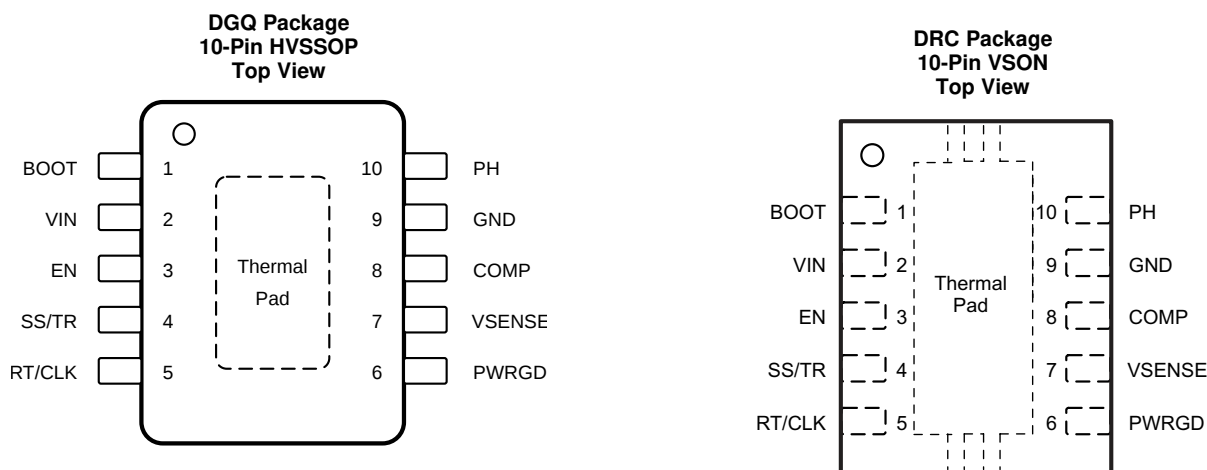 DGQ Package
10-Pin HVSSOP
Top View
BOOT 1 10 PH
VIN 2 9 GND
EN 3 8 COMP
SS/TR 4 7 VSENSE
RT/CLK 5 6 PWRGD
Thermal
Pad
DRC Package
10-Pin VSON
Top View
BOOT 1 10 PH
VIN 2 9 GND
EN 3 8 COMP
SS/TR 4 7 VSENSE
RT/CLK 5 6 PWRGD
Thermal
Pad